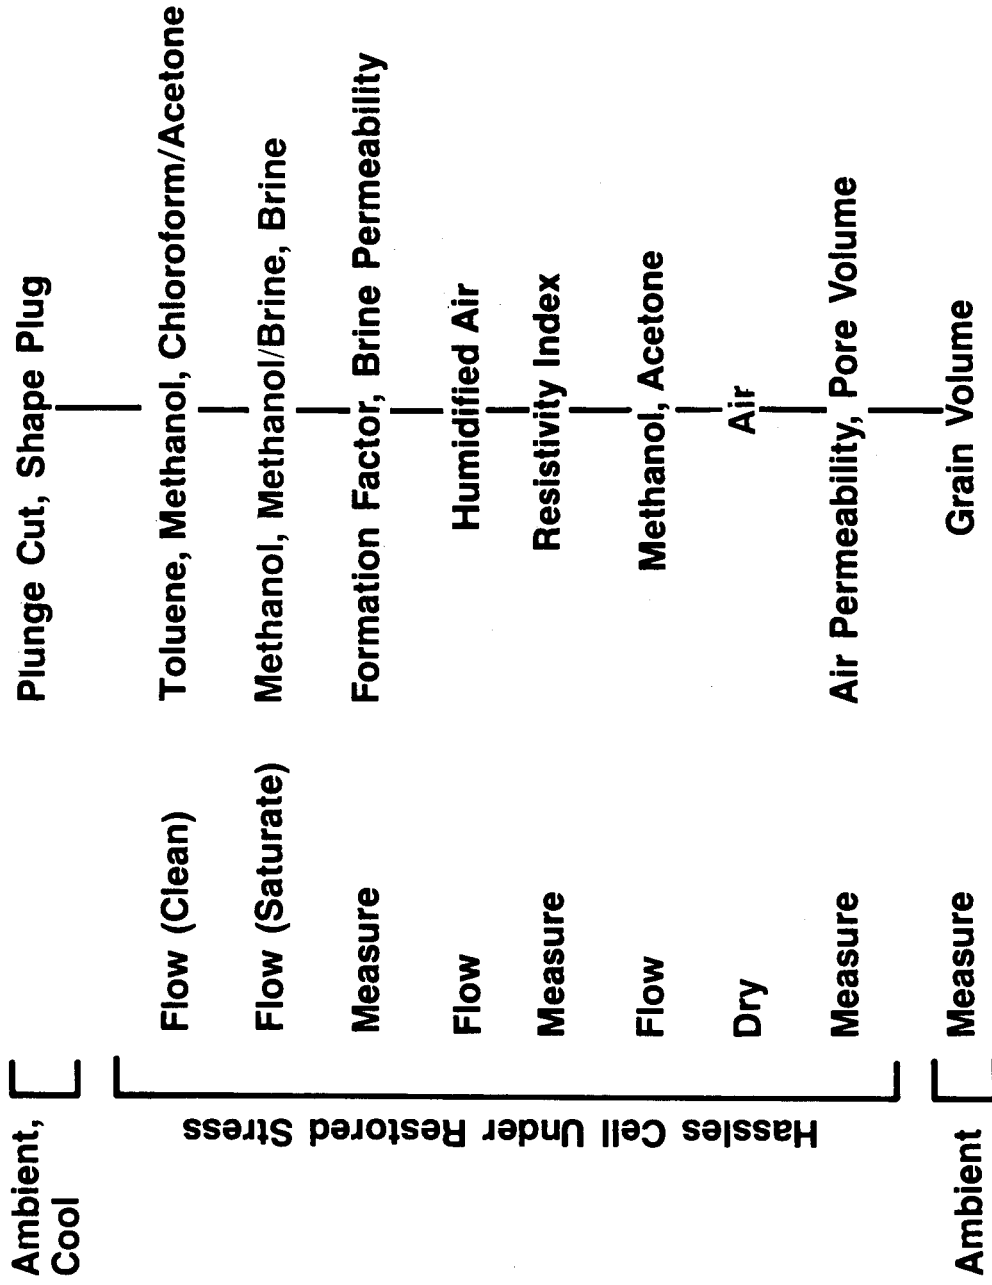 Ambient,
Cool
Plunge Cut, Shape Plug
Hassles Cell Under Restored Stress
Flow (Clean)
Toluene, Methanol, Chloroform/Acetone
Flow (Saturate)
Methanol, Methanol/Brine, Brine
Measure
Formation Factor, Brine Permeability
Flow
Humidified Air
Measure
Resistivity Index
Flow
Methanol, Acetone
Dry
Air
Measure
Air Permeability, Pore Volume
Ambient
Measure
Grain Volume